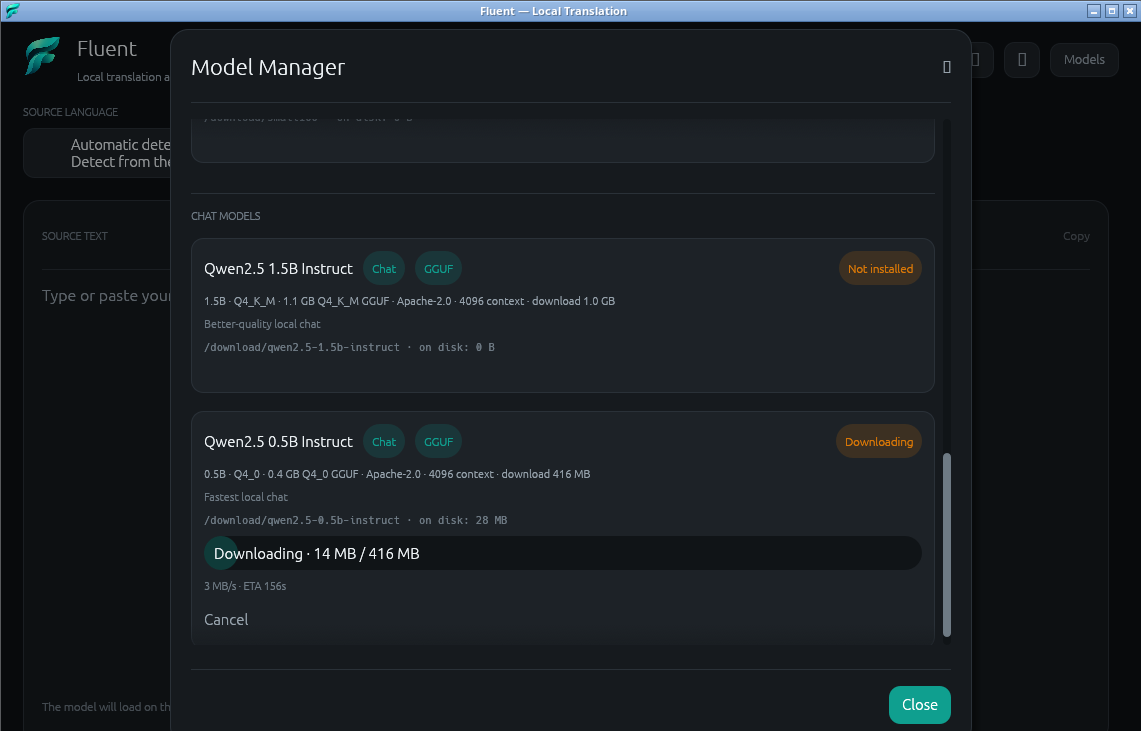 Fluent — Local Translation
Fluent
Local translation a
Models
SOURCE LANGUAGE
Automatic dete
Detect from the
SOURCE TEXT
Copy
Type or paste your
The model will load on th
Model Manager
CHAT MODELS
Qwen2.5 1.5B Instruct Chat GGUF Not installed
1.5B · Q4_K_M · 1.1 GB Q4_K_M GGUF · Apache-2.0 · 4096 context · download 1.0 GB
Better-quality local chat
/download/qwen2.5-1.5b-instruct · on disk: 0 B
Qwen2.5 0.5B Instruct Chat GGUF Downloading
0.5B · Q4_0 · 0.4 GB Q4_0 GGUF · Apache-2.0 · 4096 context · download 416 MB
Fastest local chat
/download/qwen2.5-0.5b-instruct · on disk: 28 MB
Downloading · 14 MB / 416 MB
3 MB/s · ETA 156s
Cancel
Close